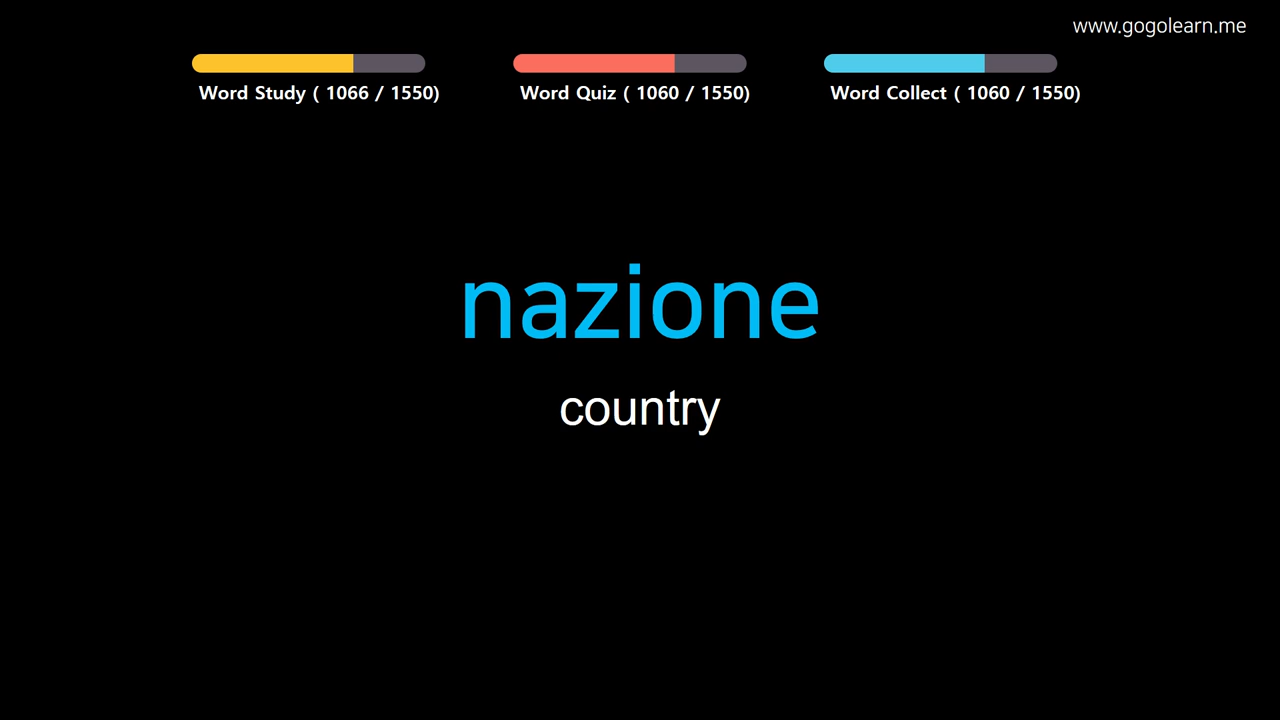 www.gogolearn.me
Word Study ( 1066 / 1550)
Word Quiz ( 1060 / 1550)
Word Collect ( 1060 / 1550)
nazione
country